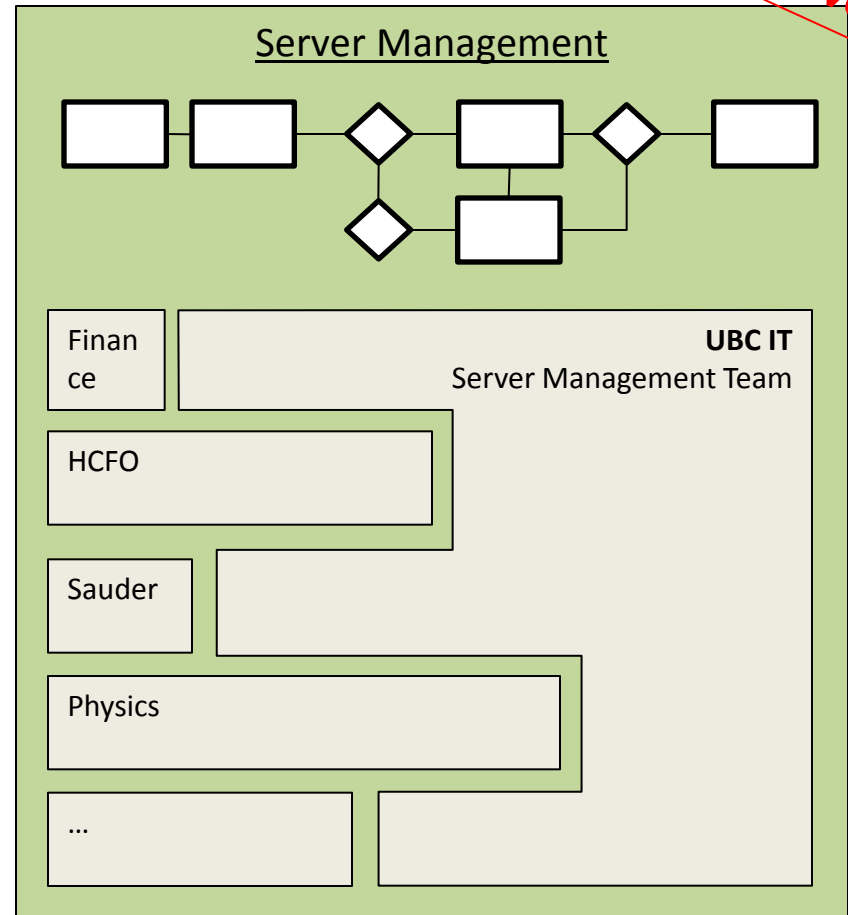 Server Management
Finan
ce
UBC IT
Server Management Team
HCFO
Sauder
Physics
...